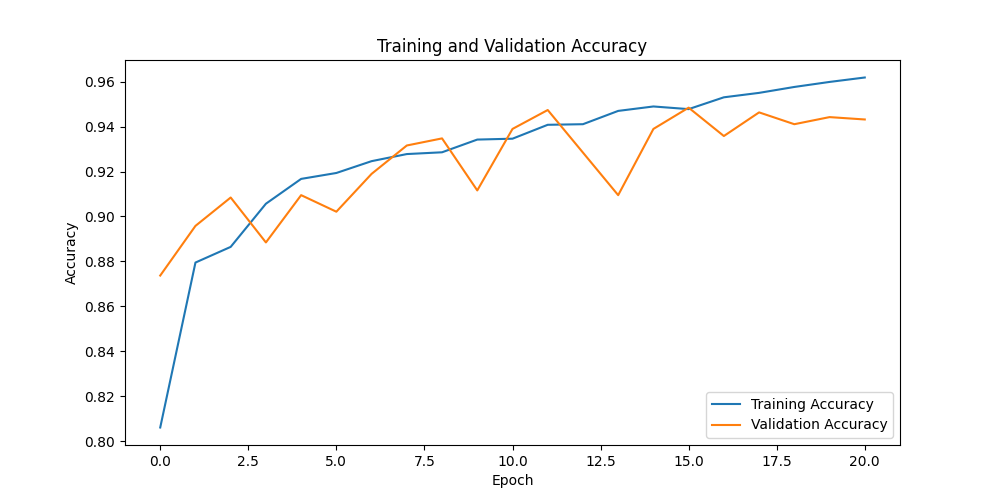 Training and Validation Accuracy
Accuracy
0.96
0.94
0.92
0.90
0.88
0.86
0.84
0.82
0.80
0.0 2.5 5.0 7.5 10.0 12.5 15.0 17.5 20.0
Epoch
Training Accuracy
Validation Accuracy